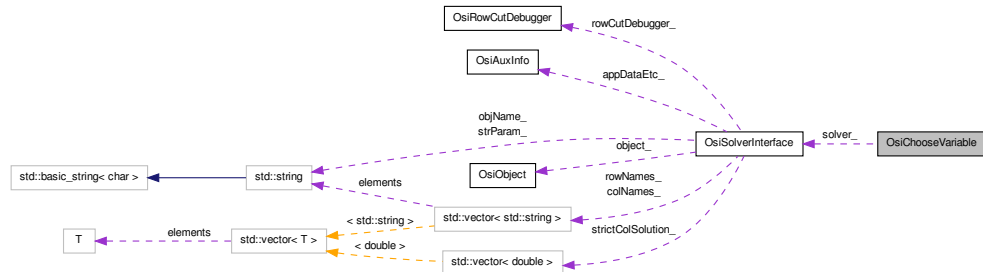 OsiRowCutDebugger
rowCutDebugger_
OsiAuxInfo
appDataEtc_
objName_
strParam_
OsiSolverInterface
solver_
OsiChooseVariable
object_
std::basic_string< char >
std::string
OsiObject
elements
rowNames_
colNames_
std::vector< std::string >
< std::string >
strictColSolution_
T
elements
std::vector< T >
< double >
std::vector< double >